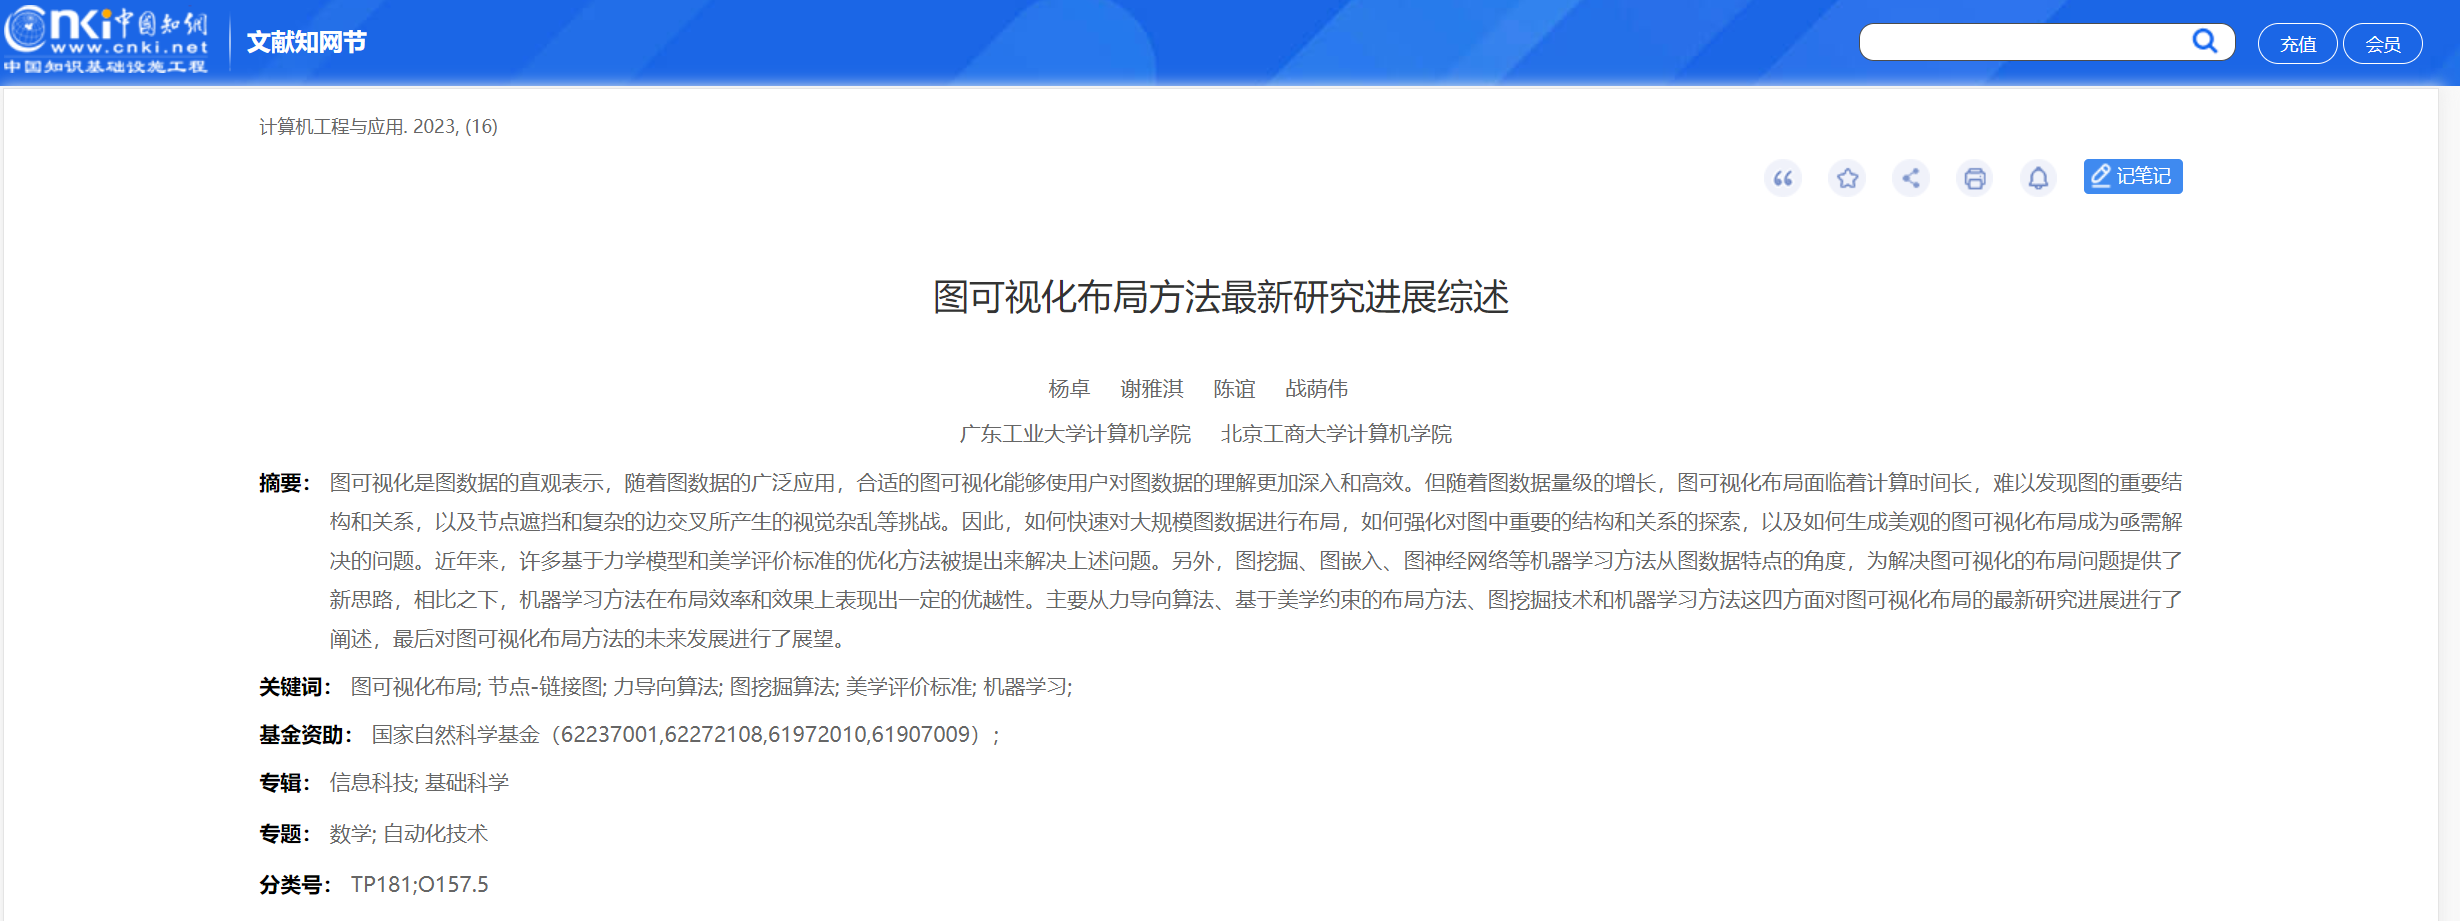 cnki中国知網
www.cnki.net
中国知识基础设施工程
文献知网节
充值
会员
计算机工程与应用. 2023, (16)
记笔记
图可视化布局方法最新研究进展综述
杨卓 谢雅淇 陈谊 战荫伟
广东工业大学计算机学院 北京工商大学计算机学院
摘要： 图可视化是图数据的直观表示，随着图数据的广泛应用，合适的图可视化能够使用户对图数据的理解更加深入和高效。但随着图数据量级的增长，图可视化布局面临着计算时间长，难以发现图的重要结
构和关系，以及节点遮挡和复杂的边交叉所产生的视觉杂乱等挑战。因此，如何快速对大规模图数据进行布局，如何强化对图中重要的结构和关系的探索，以及如何生成美观的图可视化布局成为亟需解
决的问题。近年来，许多基于力学模型和美学评价标准的优化方法被提出来解决上述问题。另外，图挖掘、图嵌入、图神经网络等机器学习方法从图数据特点的角度，为解决图可视化的布局问题提供了
新思路，相比之下，机器学习方法在布局效率和效果上表现出一定的优越性。主要从力导向算法、基于美学约束的布局方法、图挖掘技术和机器学习方法这四方面对图可视化布局的最新研究进展进行了
阐述，最后对图可视化布局方法的未来发展进行了展望。
关键词： 图可视化布局; 节点-链接图; 力导向算法; 图挖掘算法; 美学评价标准; 机器学习;
基金资助： 国家自然科学基金（62237001,62272108,61972010,61907009）;
专辑： 信息科技; 基础科学
专题： 数学; 自动化技术
分类号： TP181;O157.5